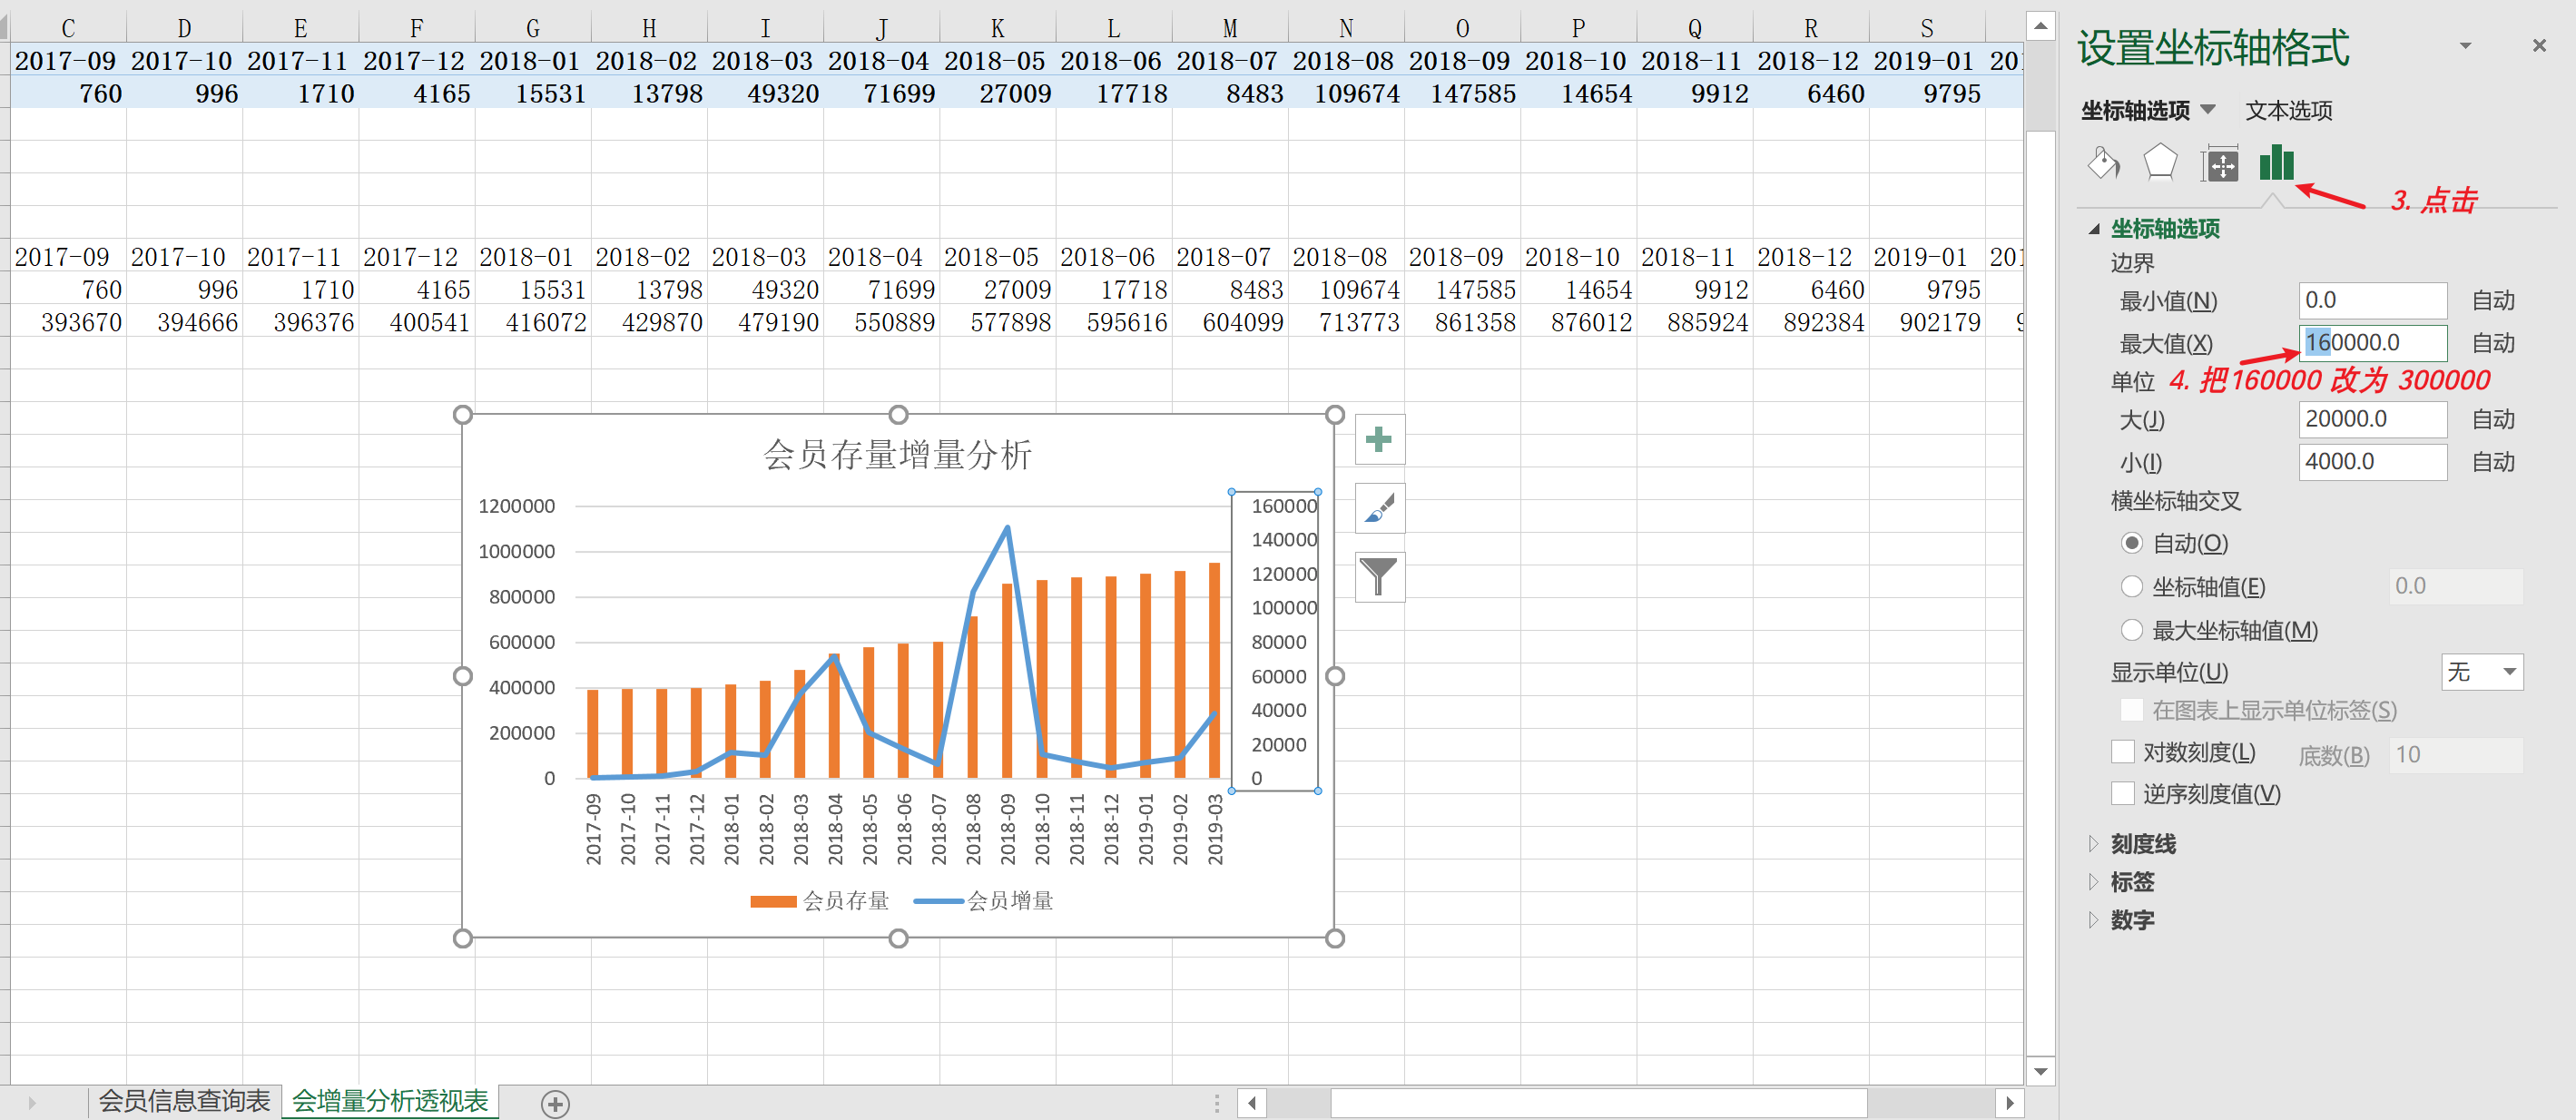 C D E F G H I J K L M N O P Q R S
2017-09 2017-10 2017-11 2017-12 2018-01 2018-02 2018-03 2018-04 2018-05 2018-06 2018-07 2018-08 2018-09 2018-10 2018-11 2018-12 2019-01 201
760 996 1710 4165 15531 13798 49320 71699 27009 17718 8483 109674 147585 14654 9912 6460 9795
2017-09 2017-10 2017-11 2017-12 2018-01 2018-02 2018-03 2018-04 2018-05 2018-06 2018-07 2018-08 2018-09 2018-10 2018-11 2018-12 2019-01 201
760 996 1710 4165 15531 13798 49320 71699 27009 17718 8483 109674 147585 14654 9912 6460 9795
393670 394666 396376 400541 416072 429870 479190 550889 577898 595616 604099 713773 861358 876012 885924 892384 902179
会员存量增量分析
1200000
1000000
800000
600000
400000
200000
0
160000
140000
120000
100000
80000
60000
40000
20000
0
2017-09 2017-10 2017-11 2017-12 2018-01 2018-02 2018-03 2018-04 2018-05 2018-06 2018-07 2018-08 2018-09 2018-10 2018-11 2018-12 2019-01 2019-02 2019-03
会员存量 会员增量
会员信息查询表 会增量分析透视表
设置坐标轴格式
坐标轴选项 文本选项
3. 点击
坐标轴选项
边界
最小值(N) 0.0 自动
最大值(X) 160000.0 自动
单位 4. 把160000 改为 300000
大(J) 20000.0 自动
小(I) 4000.0 自动
横坐标轴交叉
自动(O)
坐标轴值(E) 0.0
最大坐标轴值(M)
显示单位(U) 无
在图表上显示单位标签(S)
对数刻度(L) 底数(B) 10
逆序刻度值(V)
刻度线
标签
数字